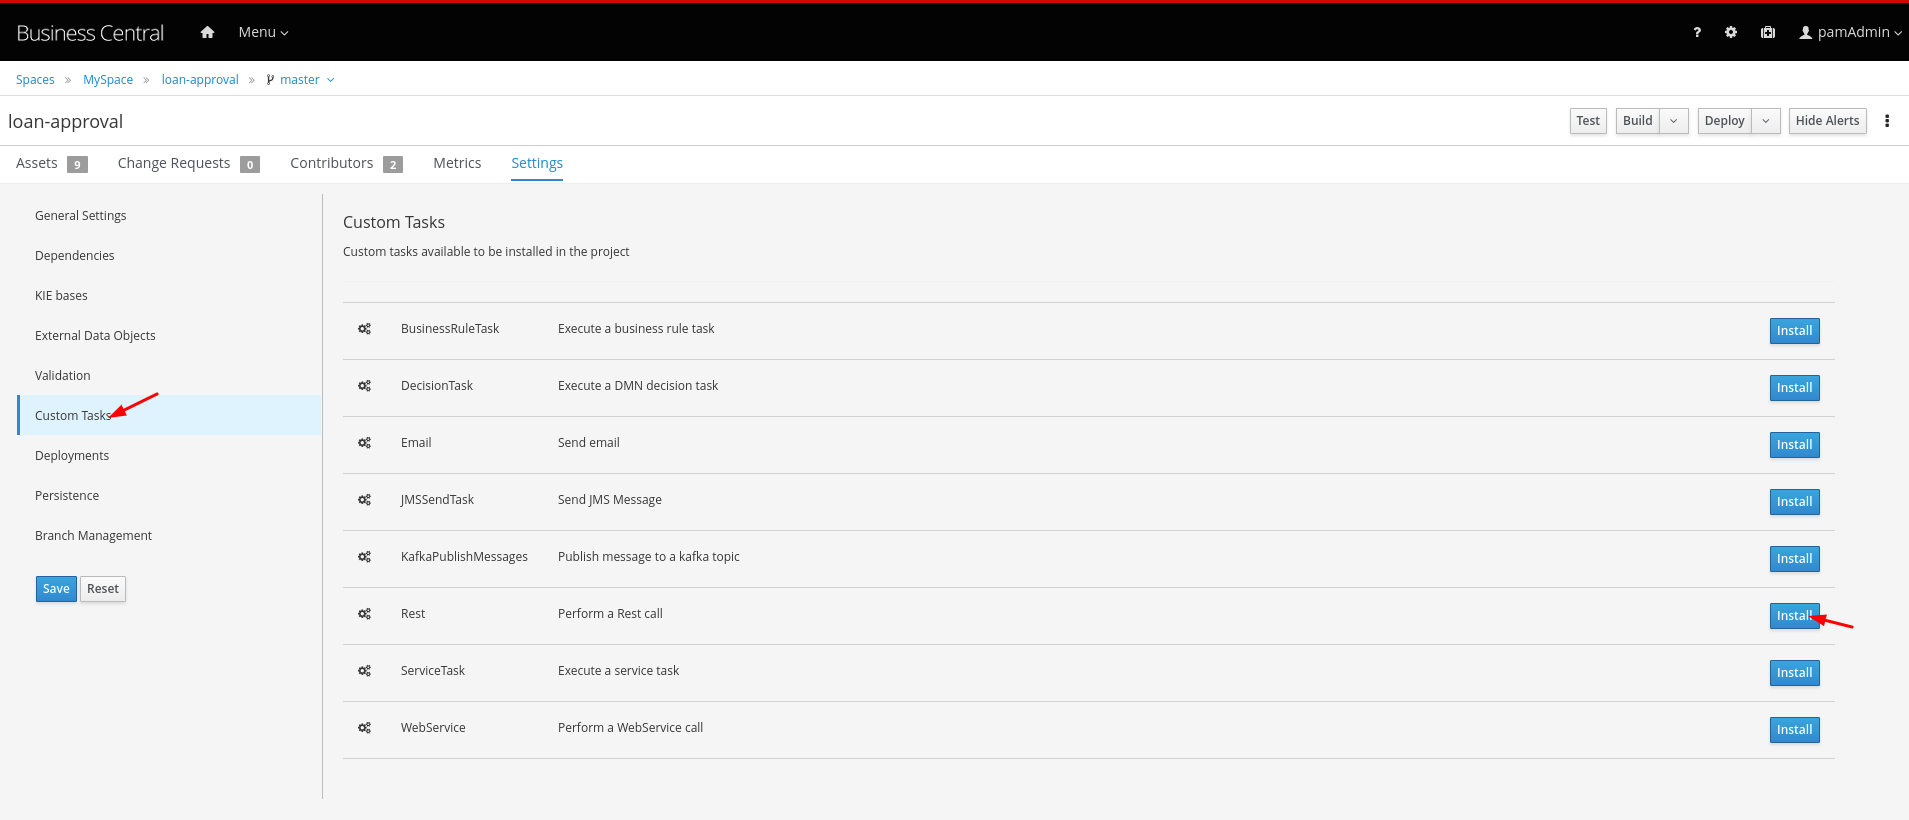 Business Central Menu ? pamAdmin
Spaces » MySpace » loan-approval » master
loan-approval Test Build Deploy Hide Alerts
Assets 9 Change Requests 0 Contributors 2 Metrics Settings
General Settings
Dependencies
KIE bases
External Data Objects
Validation
Custom Tasks
Deployments
Persistence
Branch Management
Save Reset
Custom Tasks
Custom tasks available to be installed in the project
BusinessRuleTask Execute a business rule task Install
DecisionTask Execute a DMN decision task Install
Email Send email Install
JMSSendTask Send JMS Message Install
KafkaPublishMessages Publish message to a kafka topic Install
Rest Perform a Rest call Install
ServiceTask Execute a service task Install
WebService Perform a WebService call Install